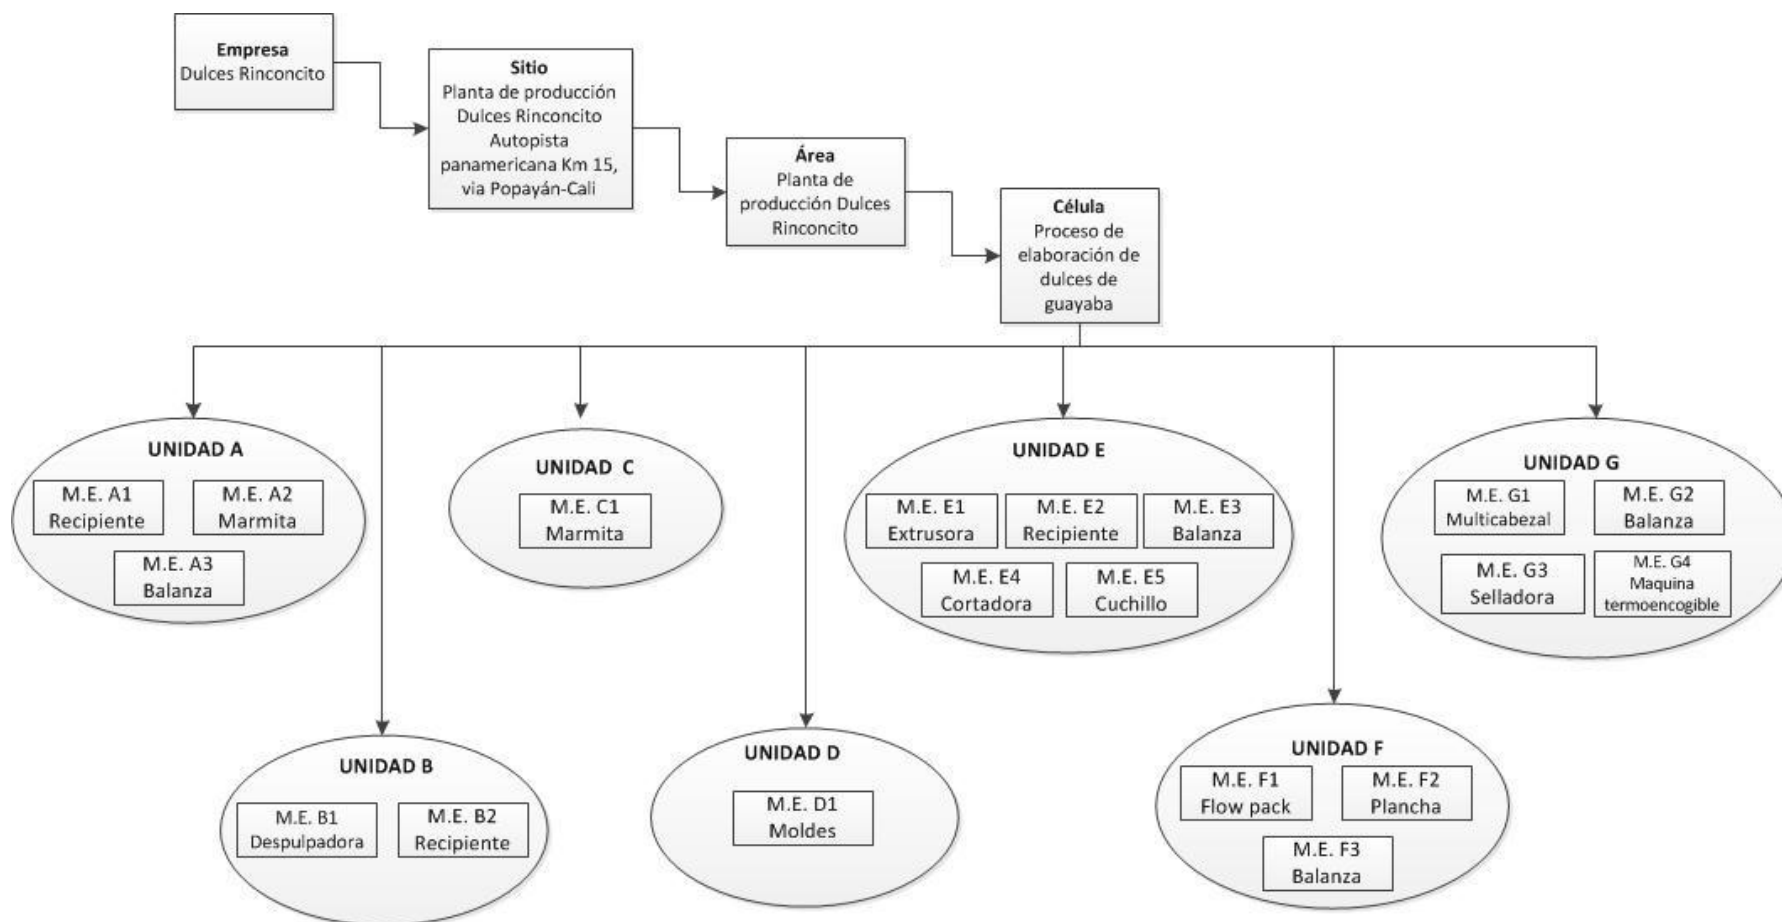 Empresa
Dulces Rinconcito
Sitio
Planta de producción
Dulces Rinconcito
Autopista
panamericana Km 15,
via Popayán-Cali
Área
Planta de
producción Dulces
Rinconcito
Célula
Proceso de
elaboración de
dulces de
guayaba
UNIDAD A
M.E. A1
Recipiente
M.E. A2
Marmita
M.E. A3
Balanza
UNIDAD B
M.E. B1
Despulpadora
M.E. B2
Recipiente
UNIDAD C
M.E. C1
Marmita
UNIDAD D
M.E. D1
Moldes
UNIDAD E
M.E. E1
Extrusora
M.E. E2
Recipiente
M.E. E3
Balanza
M.E. E4
Cortadora
M.E. E5
Cuchillo
UNIDAD F
M.E. F1
Flow pack
M.E. F2
Plancha
M.E. F3
Balanza
UNIDAD G
M.E. G1
Multicabezal
M.E. G2
Balanza
M.E. G3
Selladora
M.E. G4
Maquina
termoencogible